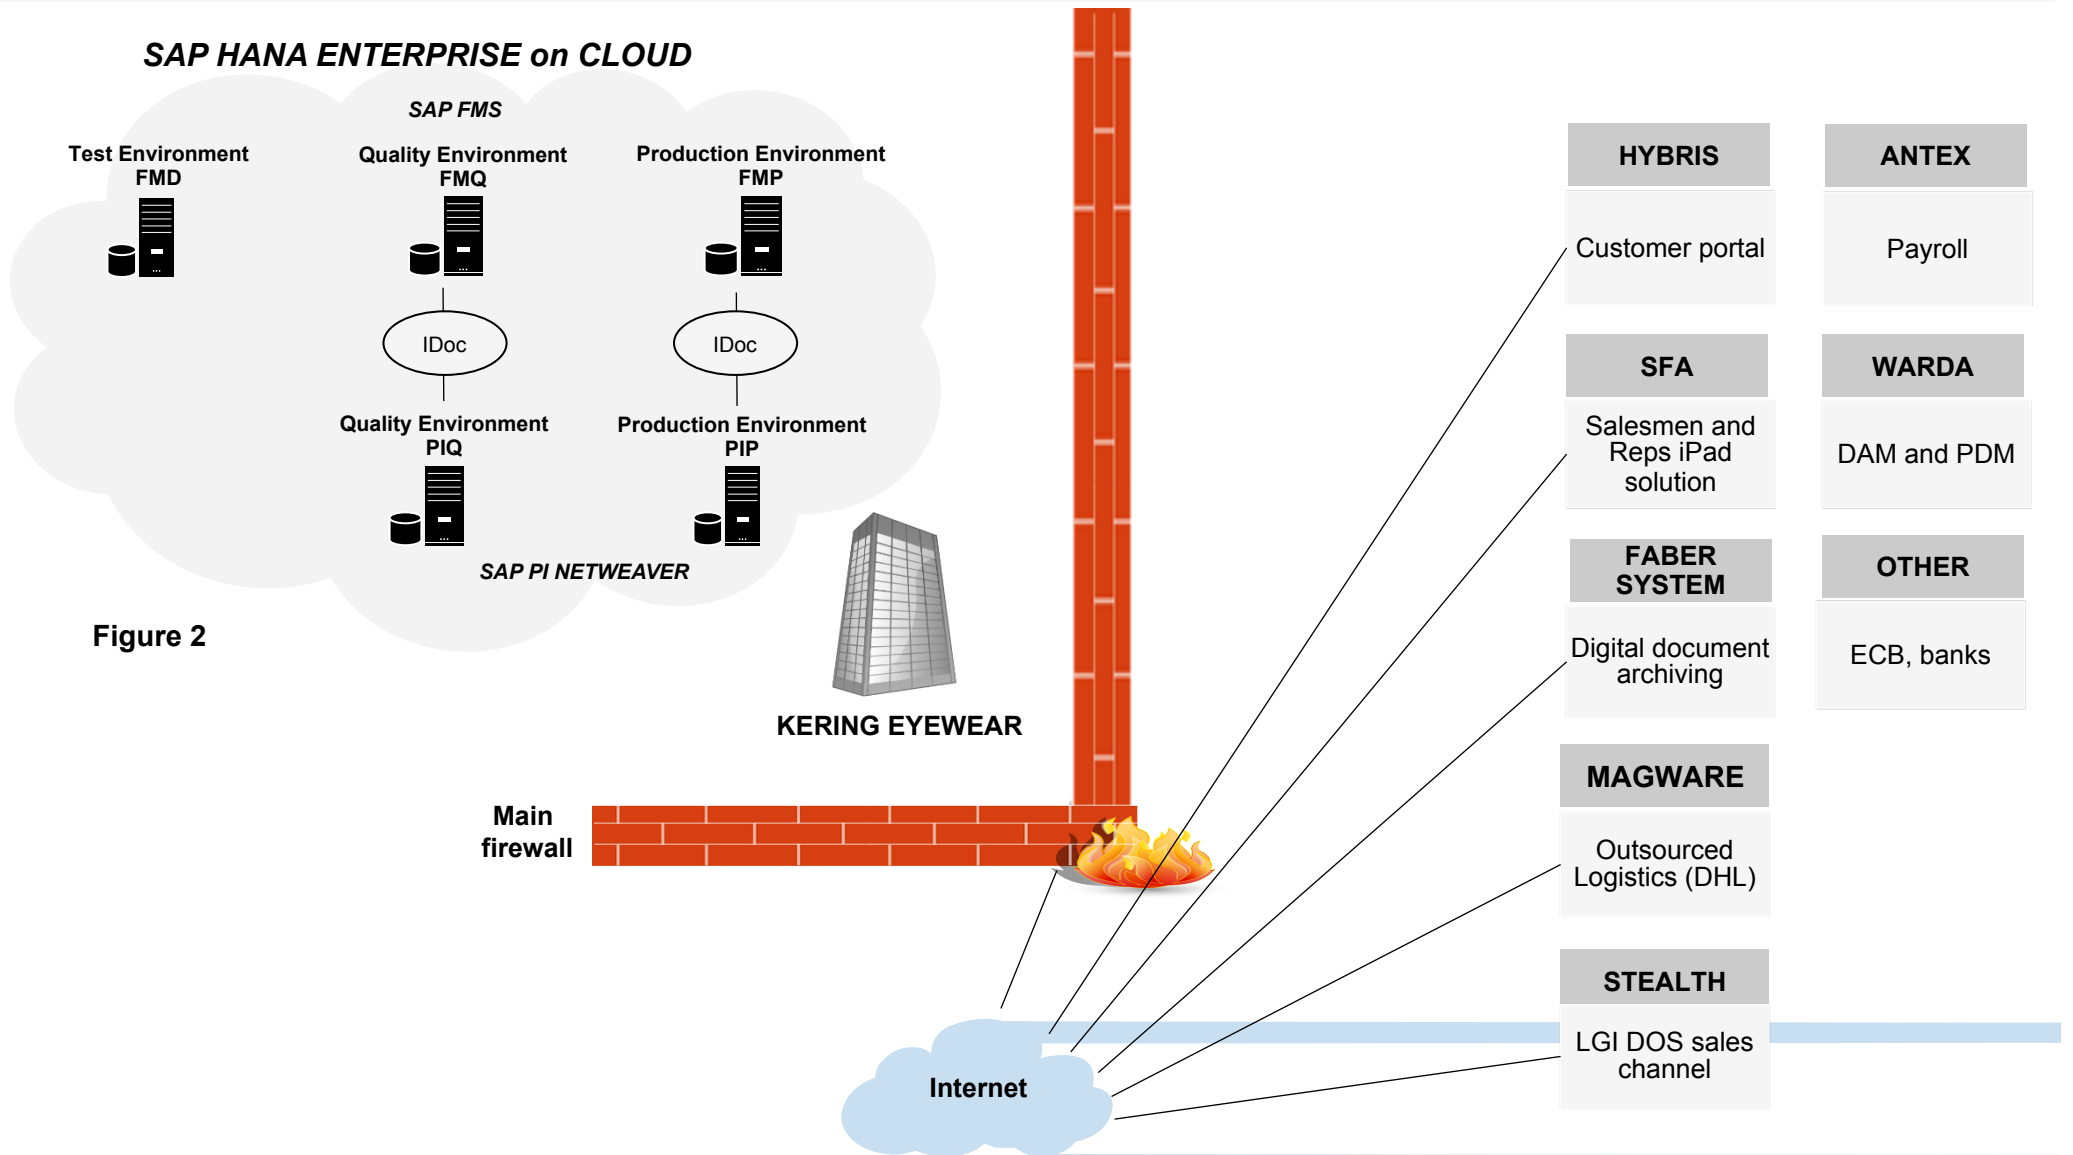 SAP HANA ENTERPRISE on CLOUD
SAP FMS
Test Environment
FMD
Quality Environment
FMQ
Production Environment
FMP
IDoc
IDoc
Quality Environment
PIQ
Production Environment
PIP
SAP PI NETWEAVER
Figure 2
KERING EYEWEAR
Main
firewall
Internet
HYBRIS
Customer portal
ANTEX
Payroll
SFA
Salesmen and
Reps iPad
solution
WARDA
DAM and PDM
FABER
SYSTEM
Digital document
archiving
OTHER
ECB, banks
MAGWARE
Outsourced
Logistics (DHL)
STEALTH
LGI DOS sales
channel